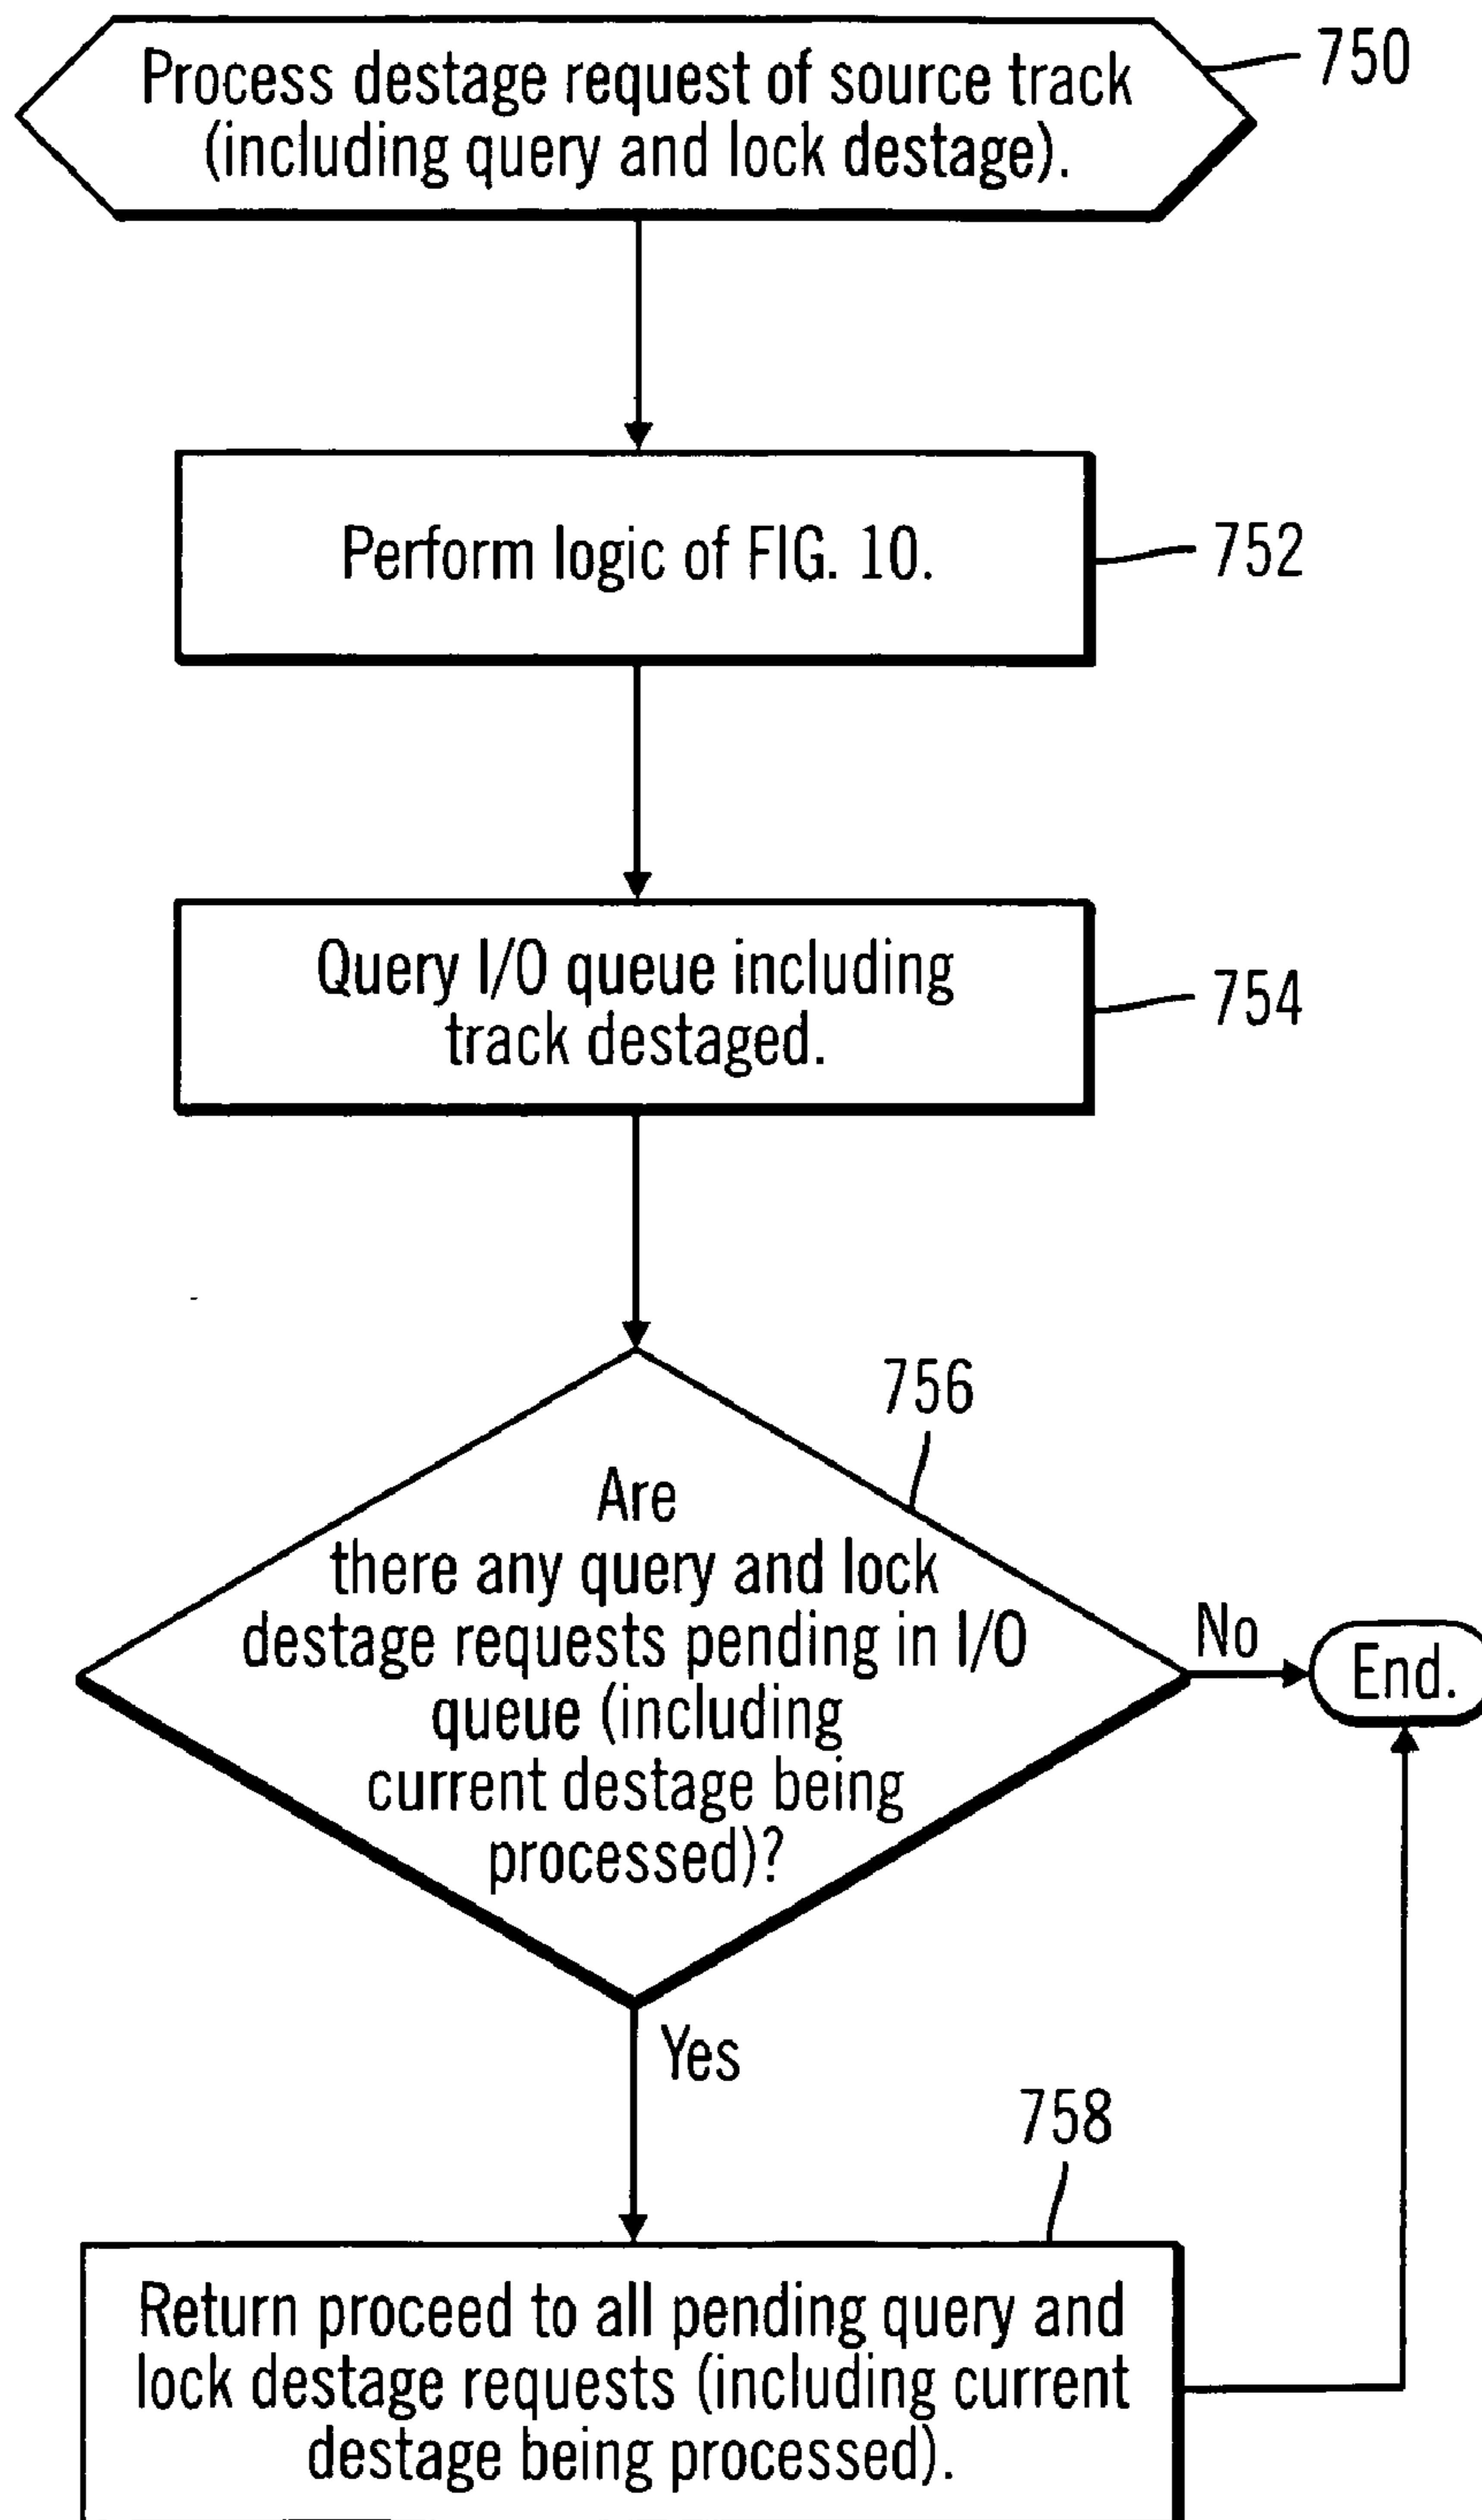 Process destage request of source track
(including query and lock destage).
750
Perform logic of FIG. 10.
752
Query I/O queue including
track destaged.
754
756
Are
there any query and lock
destage requests pending in I/O
queue (including
current destage being
processed)?
No
End.
Yes
758
Return proceed to all pending query and
lock destage requests (including current
destage being processed).